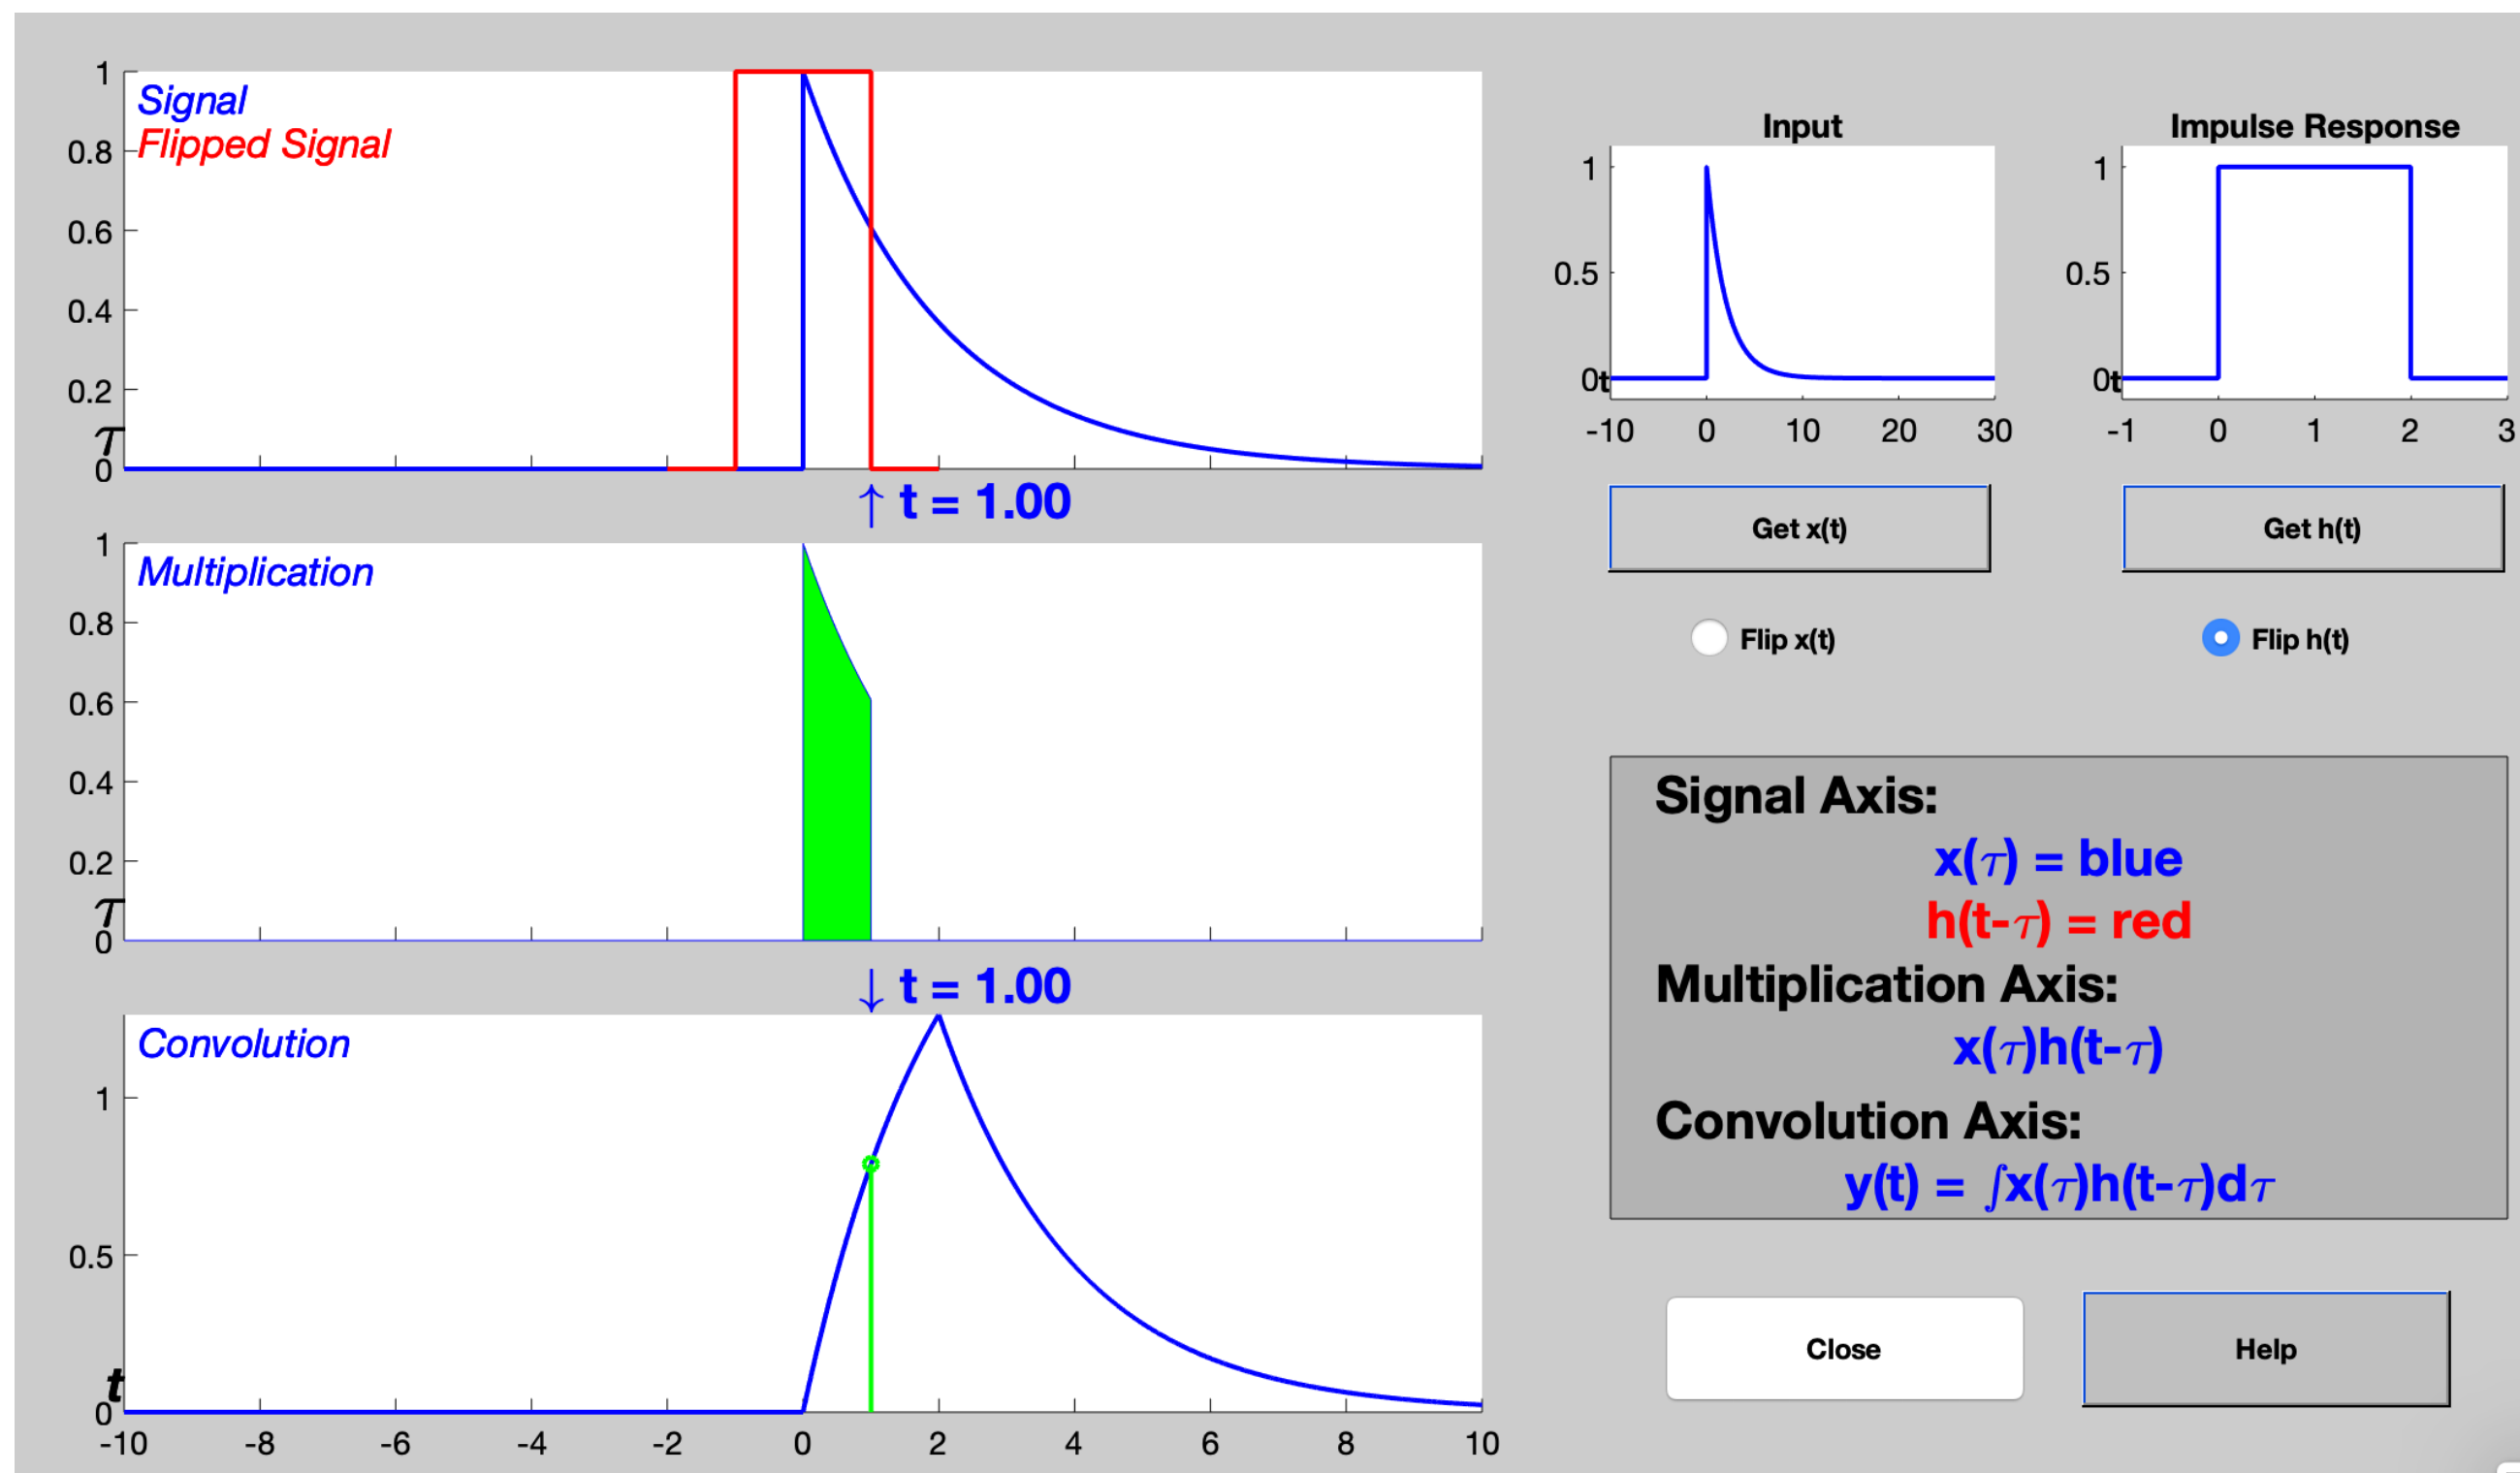 1
Signal
Flipped Signal
0.8
0.6
0.4
0.2
τ
0
↑ t = 1.00
1
Multiplication
0.8
0.6
0.4
0.2
τ
0
↓ t = 1.00
Convolution
1
0.5
t
0
-10 -8 -6 -4 -2 0 2 4 6 8 10
Input
1
0.5
0t
-10 0 10 20 30
Impulse Response
1
0.5
0t
-1 0 1 2 3
Get x(t)
Get h(t)
Flip x(t)
Flip h(t)
Signal Axis:
x(τ) = blue
h(t-τ) = red
Multiplication Axis:
x(τ)h(t-τ)
Convolution Axis:
y(t) = ∫x(τ)h(t-τ)dτ
Close
Help